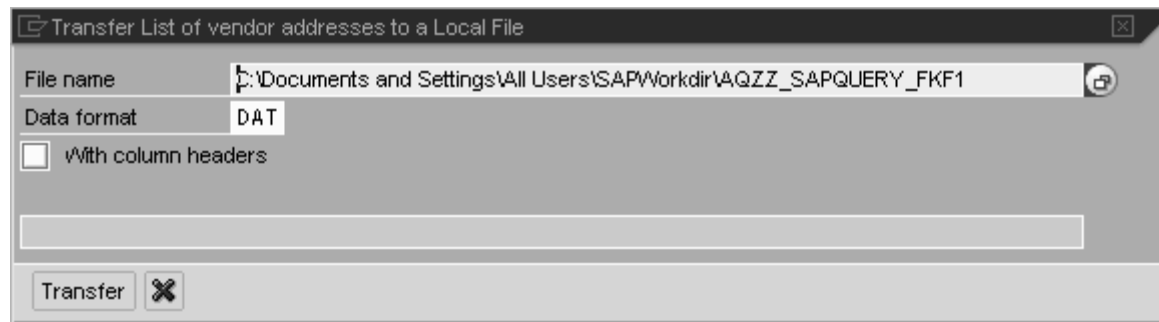 Transfer List of vendor addresses to a Local File
File name C:\Documents and Settings\All Users\SAPWorkdir\AQZZ_SAPQUERY_FKF1
Data format DAT
With column headers
Transfer